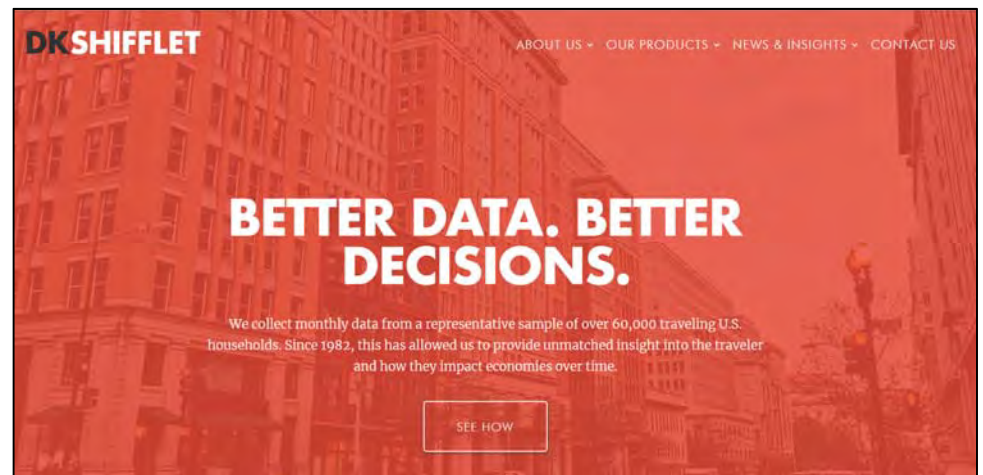 DKSHIFFLET
ABOUT US OUR PRODUCTS NEWS & INSIGHTS CONTACT US
BETTER DATA. BETTER
DECISIONS.
We collect monthly data from a representative sample of over 60,000 traveling U.S.
households. Since 1982, this has allowed us to provide unmatched insight into the traveler
and how they impact economies over time.
SEE HOW